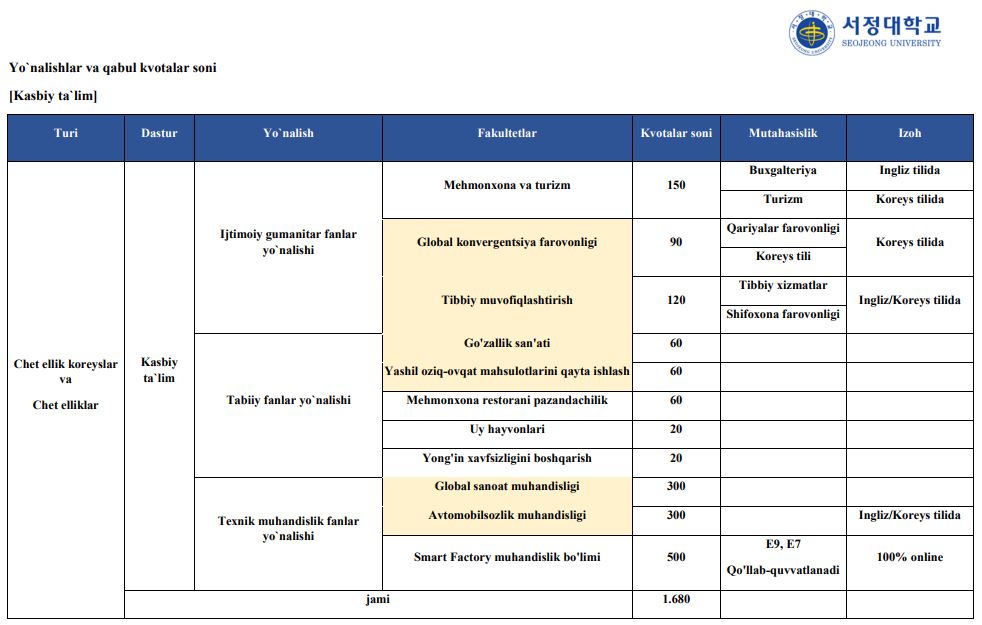 서정대학교
SEOJEONG UNIVERSITY
Yo`nalishlar va qabul kvotalar soni
[Kasbiy ta`lim]
Turi Dastur Yo`nalish Fakultetlar Kvotalar soni Mutahasislik Izoh
Chet ellik koreyslar
va
Chet elliklar
Kasbiy
ta`lim
Ijtimoiy gumanitar fanlar
yo`nalishi
Mehmonxona va turizm 150
Buxgalteriya Ingliz tilida
Turizm Koreys tilida
Global konvergentsiya farovonligi 90
Qariyalar farovonligi
Koreys tili
Koreys tilida
Tibbiy muvofiqlashtirish 120
Tibbiy xizmatlar
Shifoxona farovonligi
Ingliz/Koreys tilida
Tabiiy fanlar yo`nalishi
Go'zallik san'ati 60
Yashil oziq-ovqat mahsulotlarini qayta ishlash 60
Mehmonxona restorani pazandachilik 60
Uy hayvonlari 20
Yong'in xavfsizligini boshqarish 20
Texnik muhandislik fanlar
yo`nalishi
Global sanoat muhandisligi 300
Avtomobilsozlik muhandisligi 300 Ingliz/Koreys tilida
Smart Factory muhandislik bo'limi 500
E9, E7
Qo'llab-quvvatlanadi
100% online
jami 1.680